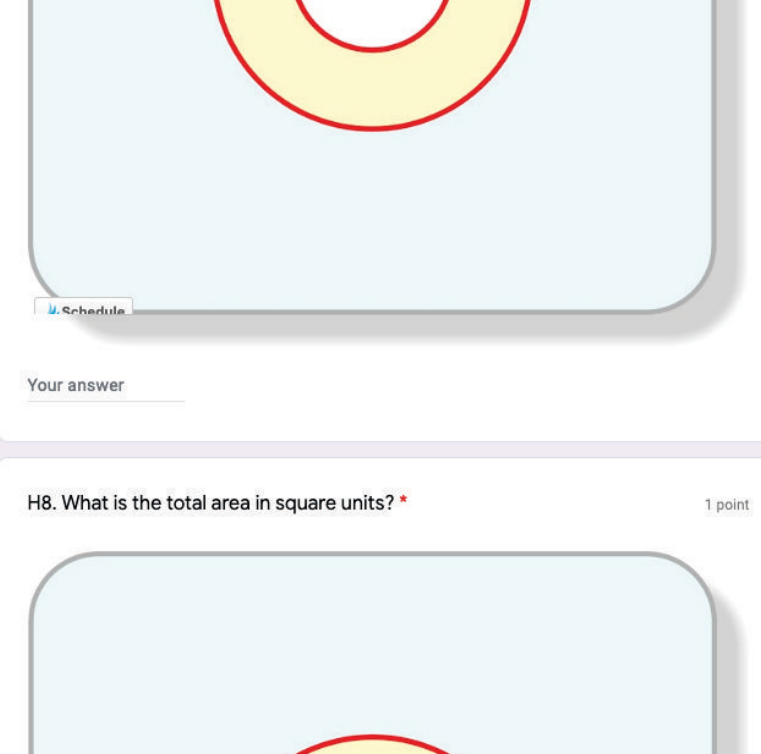 Schedule
Your answer
H8. What is the total area in square units? *
1 point